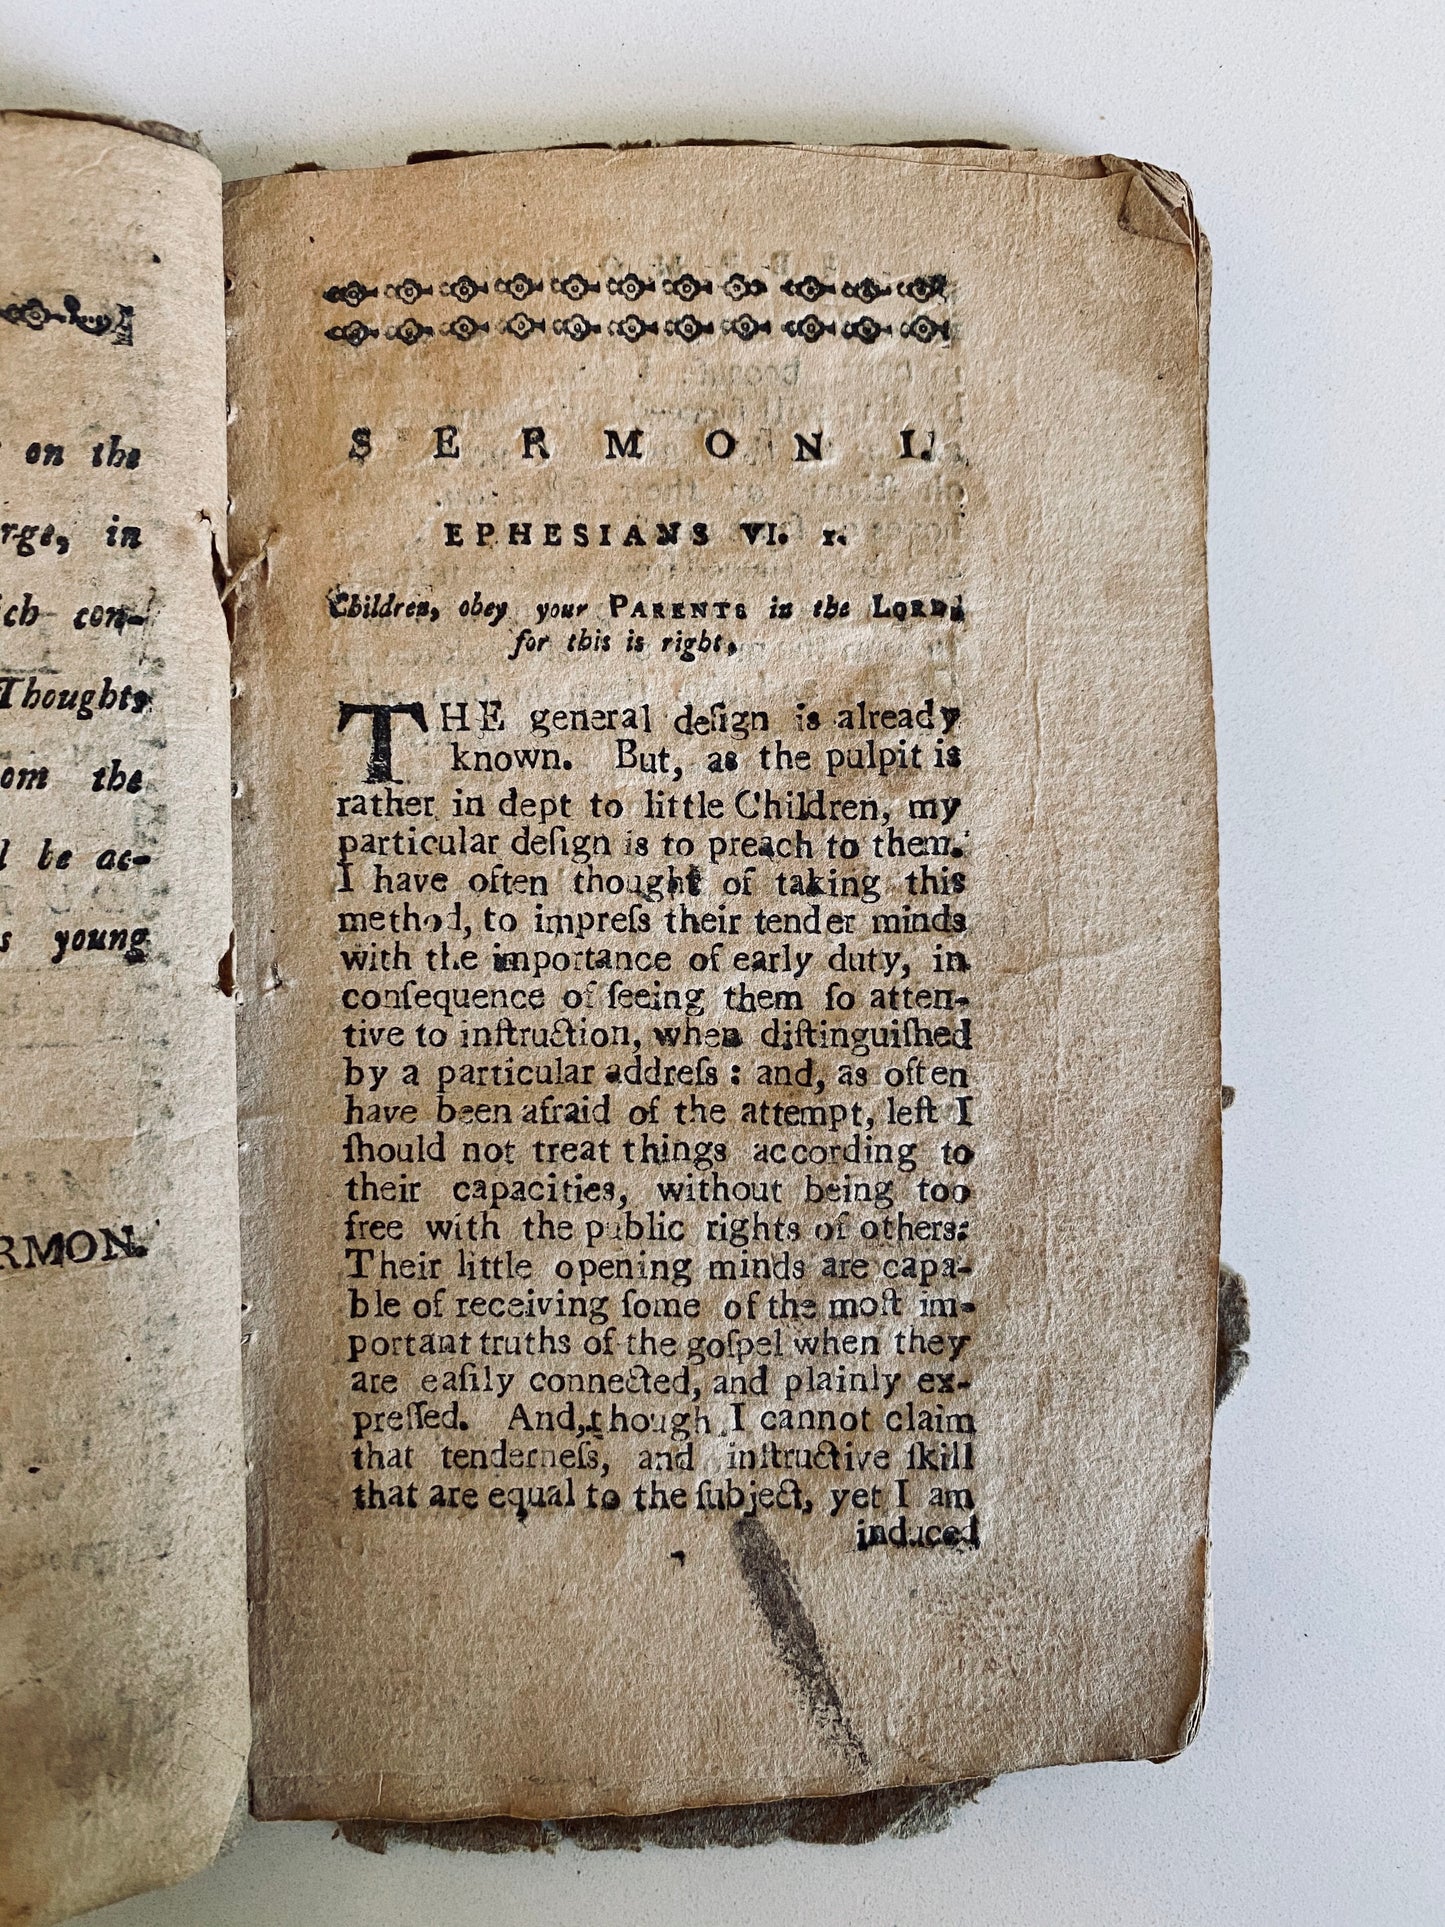 on the
in
con-
Thoughts
the
be ac-
young
RMON.
SERMON I.
EPHESIANS VI. 1.
Children, obey your PARENTS in the LORD,
for this is right,
THE general deſign is already
known. But, as the pulpit is
rather in dept to little Children, my
particular deſign is to preach to them.
I have often thought of taking this
method, to impreſs their tender minds
with the importance of early duty, in
conſequence of ſeeing them ſo atten-
tive to inſtruction, when diſtinguiſhed
by a particular addreſs: and, as often
have been afraid of the attempt, leſt I
ſhould not treat things according to
their capacities, without being too
free with the public rights of others:
Their little opening minds are capa-
ble of receiving ſome of the moſt im-
portant truths of the goſpel when they
are eaſily connected, and plainly ex-
preſſed. And, though I cannot claim
that tenderneſs, and inſtructive ſkill
that are equal to the ſubject, yet I am
induced